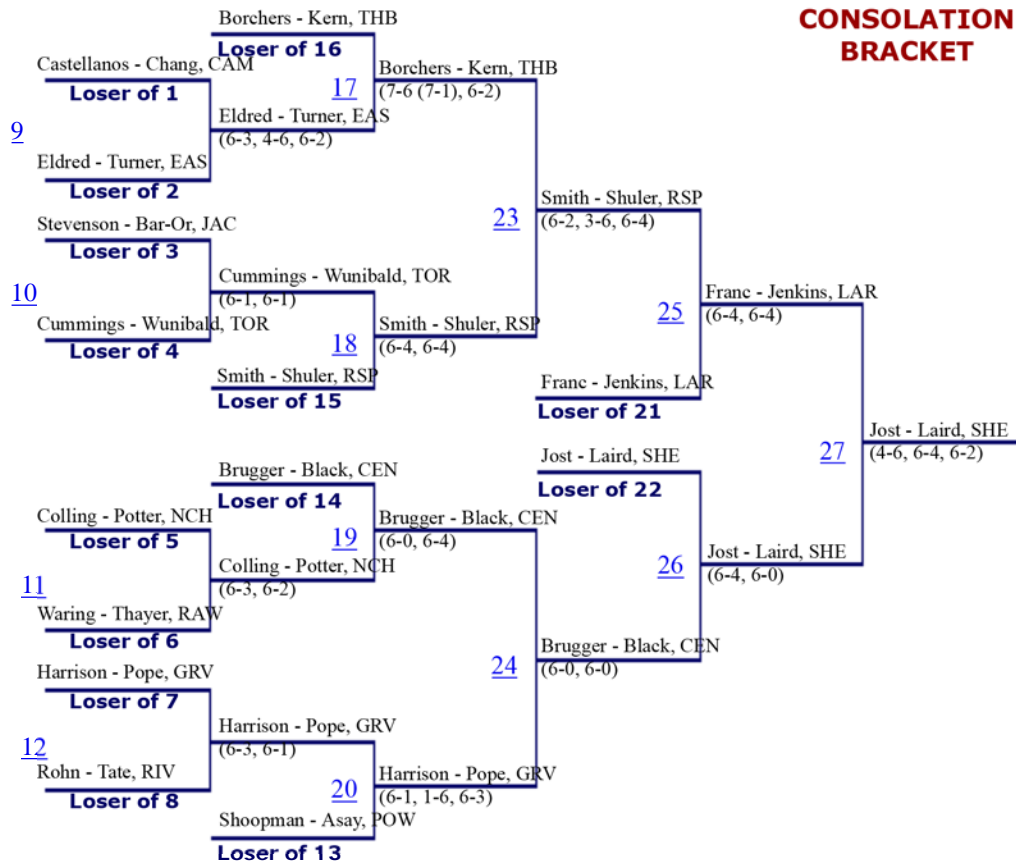 CONSOLATION
BRACKET
Borchers - Kern, THB
Loser of 16
Castellanos - Chang, CAM
Loser of 1
17
Borchers - Kern, THB
(7-6 (7-1), 6-2)
9
Eldred - Turner, EAS
(6-3, 4-6, 6-2)
Eldred - Turner, EAS
Loser of 2
23
Smith - Shuler, RSP
(6-2, 3-6, 6-4)
Stevenson - Bar-Or, JAC
Loser of 3
10
Cummings - Wunibald, TOR
(6-1, 6-1)
25
Franc - Jenkins, LAR
(6-4, 6-4)
Cummings - Wunibald, TOR
Loser of 4
18
Smith - Shuler, RSP
(6-4, 6-4)
Smith - Shuler, RSP
Loser of 15
Franc - Jenkins, LAR
Loser of 21
27
Jost - Laird, SHE
(4-6, 6-4, 6-2)
Brugger - Black, CEN
Loser of 14
Jost - Laird, SHE
Loser of 22
Colling - Potter, NCH
Loser of 5
19
Brugger - Black, CEN
(6-0, 6-4)
11
Colling - Potter, NCH
(6-3, 6-2)
26
Jost - Laird, SHE
(6-4, 6-0)
Waring - Thayer, RAW
Loser of 6
24
Brugger - Black, CEN
(6-0, 6-0)
Harrison - Pope, GRV
Loser of 7
12
Harrison - Pope, GRV
(6-3, 6-1)
Rohn - Tate, RIV
Loser of 8
20
Harrison - Pope, GRV
(6-1, 1-6, 6-3)
Shoopman - Asay, POW
Loser of 13